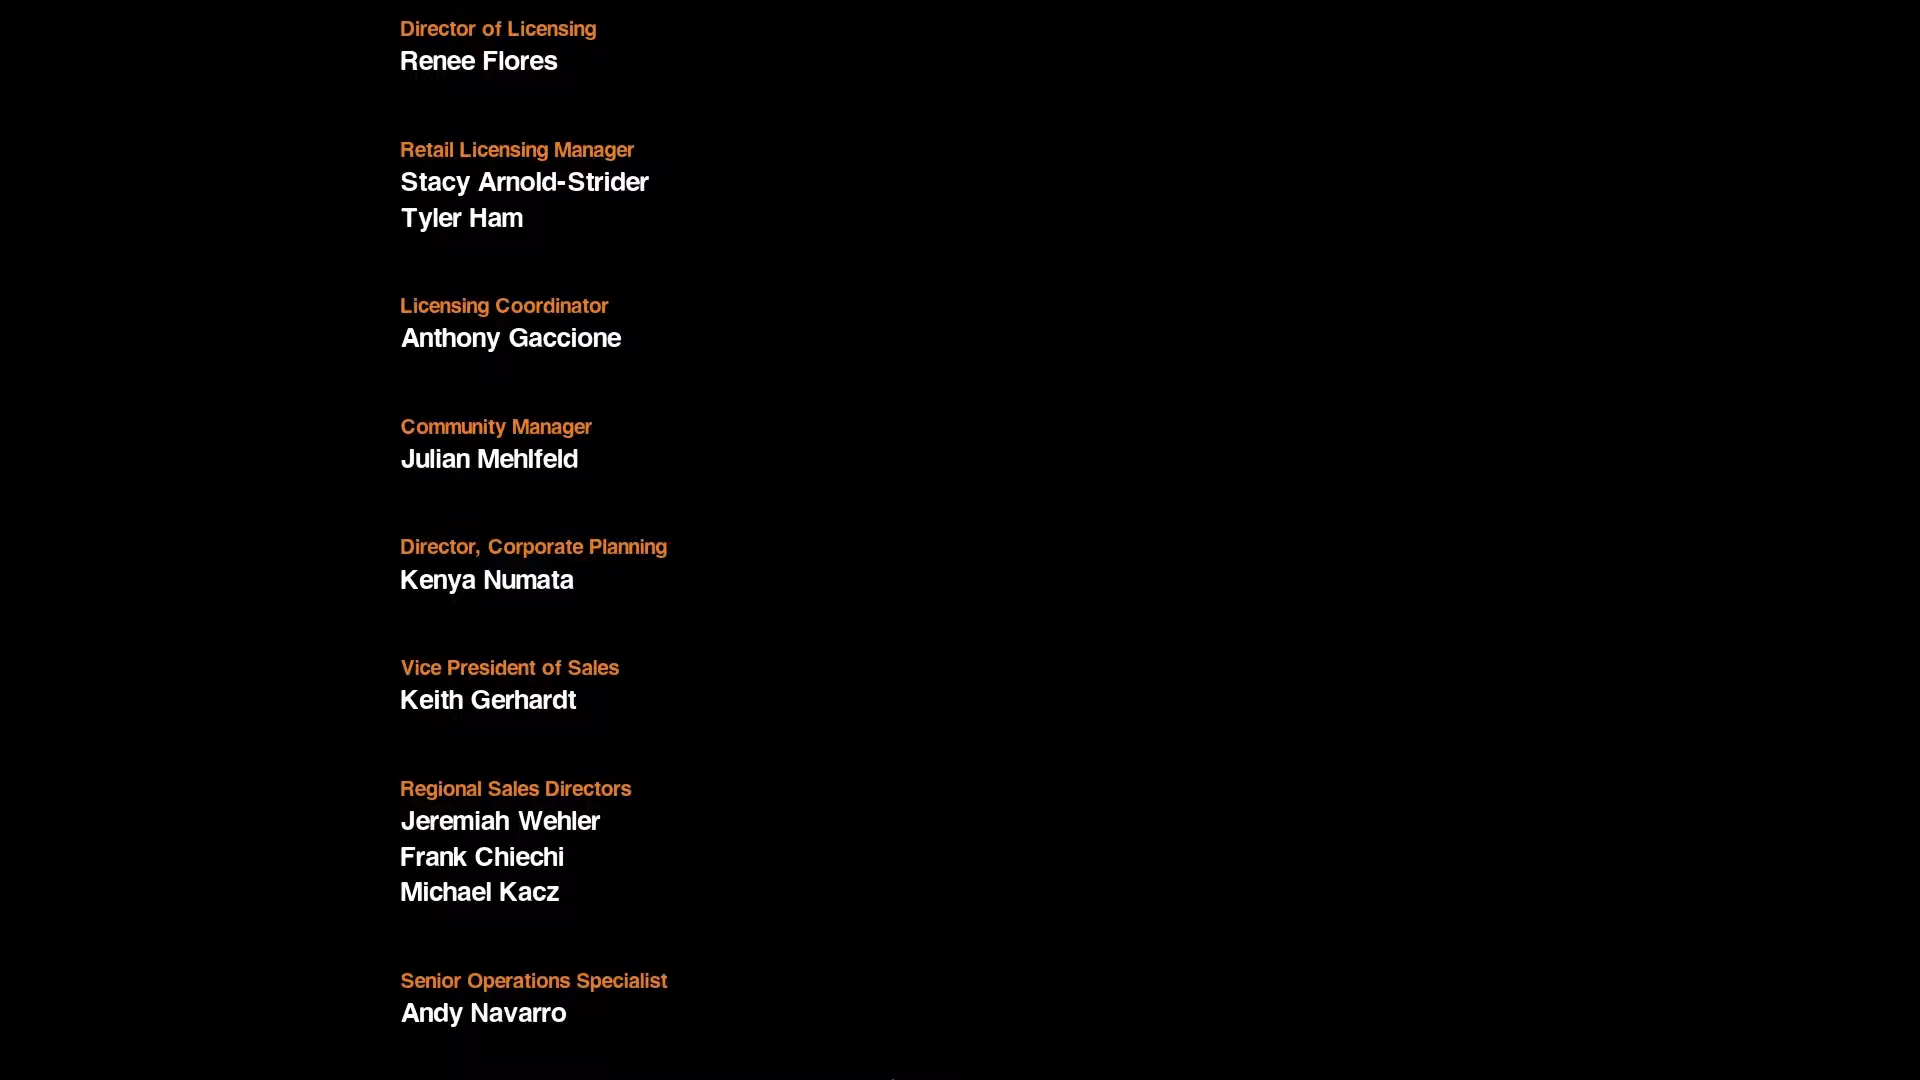 Director of Licensing
Renee Flores
Retail Licensing Manager
Stacy Arnold-Strider
Tyler Ham
Licensing Coordinator
Anthony Gaccione
Community Manager
Julian Mehlfeld
Director, Corporate Planning
Kenya Numata
Vice President of Sales
Keith Gerhardt
Regional Sales Directors
Jeremiah Wehler
Frank Chiechi
Michael Kacz
Senior Operations Specialist
Andy Navarro